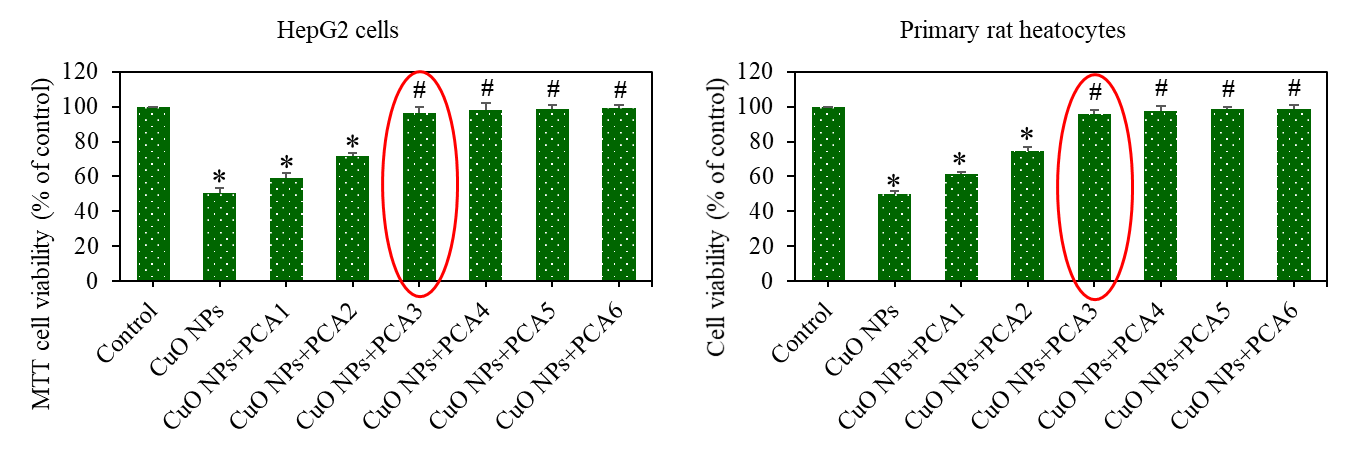 HepG2 cells
MTT cell viability (% of control)
120
100
80
60
40
20
0
*
*
*
#
#
#
#
Control
CuO NPs
CuO NPs+PCA1
CuO NPs+PCA2
CuO NPs+PCA3
CuO NPs+PCA4
CuO NPs+PCA5
CuO NPs+PCA6
Primary rat heatocytes
Cell viability (% of control)
120
100
80
60
40
20
0
*
*
*
#
#
#
#
Control
CuO NPs
CuO NPs+PCA1
CuO NPs+PCA2
CuO NPs+PCA3
CuO NPs+PCA4
CuO NPs+PCA5
CuO NPs+PCA6